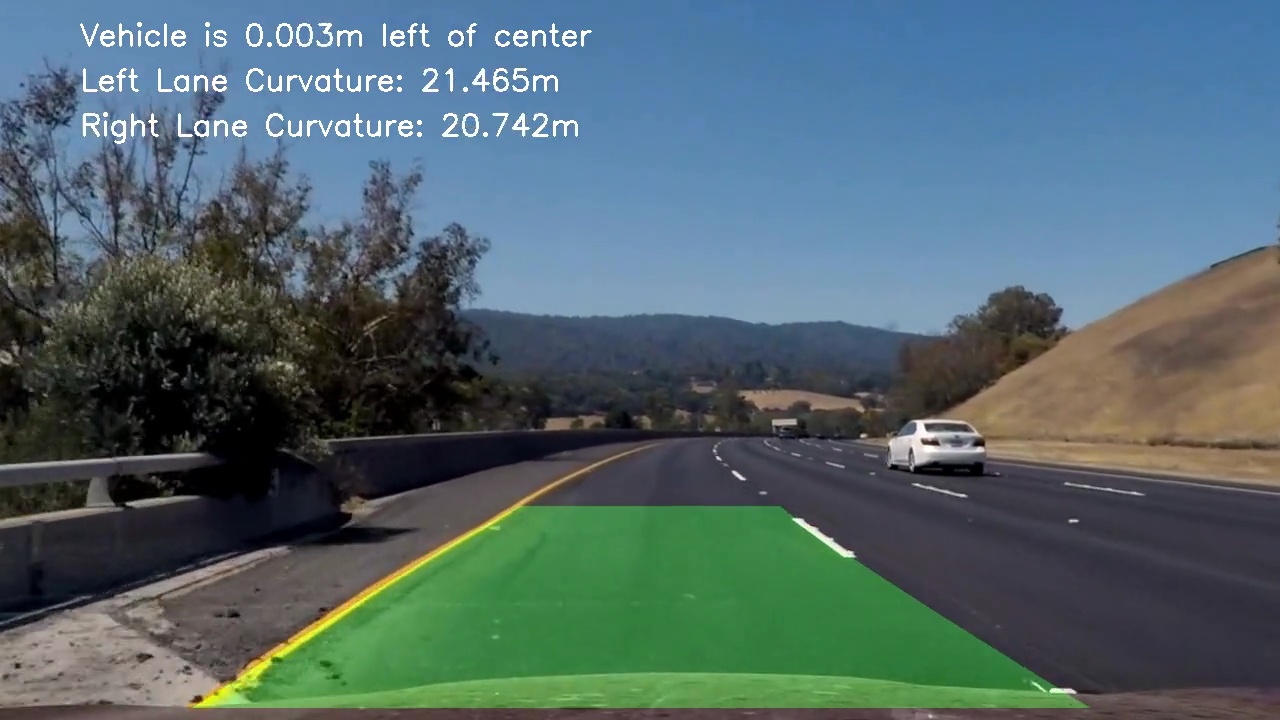 Vehicle is 0.003m left of center
Left Lane Curvature: 21.465m
Right Lane Curvature: 20.742m